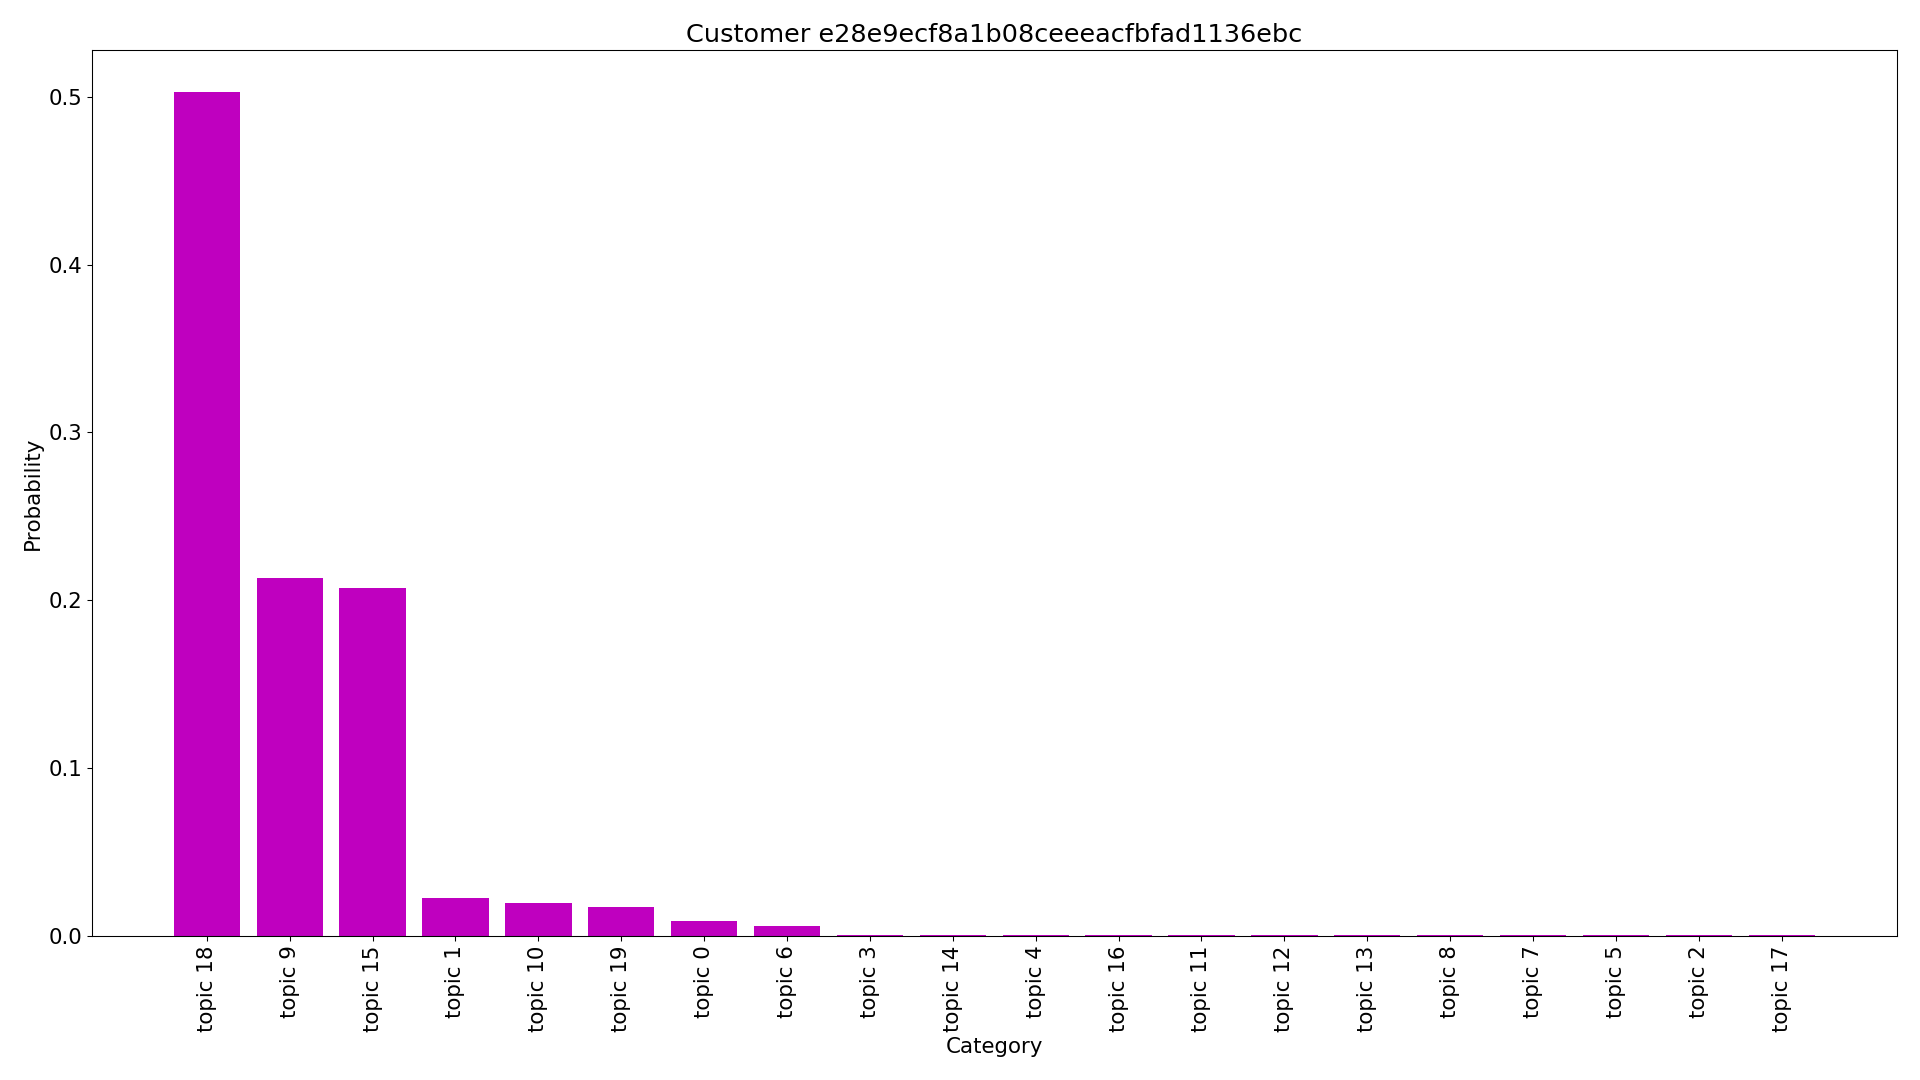 Customer e28e9ecf8a1b08ceeeacfbfad1136ebc
Probability
0.5
0.4
0.3
0.2
0.1
0.0
topic 18
topic 9
topic 15
topic 1
topic 10
topic 19
topic 0
topic 6
topic 3
topic 14
topic 4
topic 16
topic 11
topic 12
topic 13
topic 8
topic 7
topic 5
topic 2
topic 17
Category